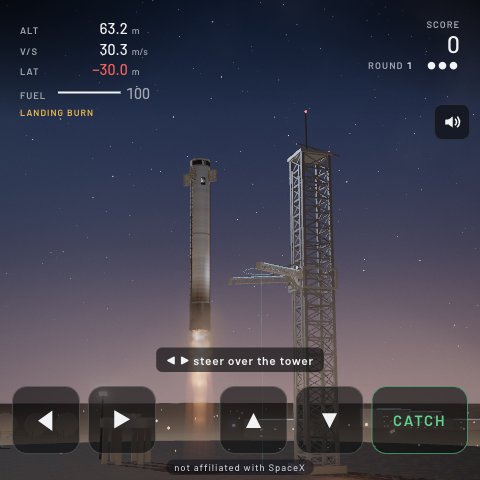 ALT 63.2 m
V/S 30.3 m/s
LAT −30.0 m
FUEL 100
LANDING BURN
SCORE
0
ROUND 1
◀ ▶ steer over the tower
CATCH
not affiliated with SpaceX